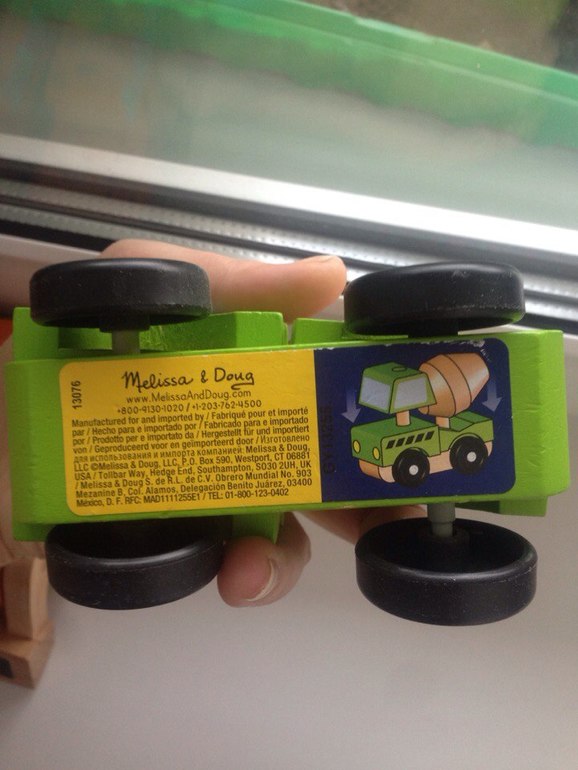 13076
Melissa & Doug
www.MelissaAndDoug.com
+800-9130-1020 / +1-203-762-4500
Manufactured for and imported by / Fabriqué pour et importé
par / Hecho para e importado por / Fabricado para e importado
por / Prodotto per e importato da / Hergestellt für und importiert
von / Geproduceerd voor en geïmporteerd door / Изготовлено
для использования и импорта компанией: Melissa & Doug,
LLC ©Melissa & Doug, LLC, P.O. Box 590, Westport, CT 06881
USA / Tollbar Way, Hedge End, Southampton, SO30 2UH, UK
/ Melissa & Doug S. de R.L. de C.V. Obrero Mundial No. 903
Mezanine B, Col. Alamos, Delegación Benito Juárez, 03400
México, D. F. RFC: MAD1111255E1 / TEL: 01-800-123-0402